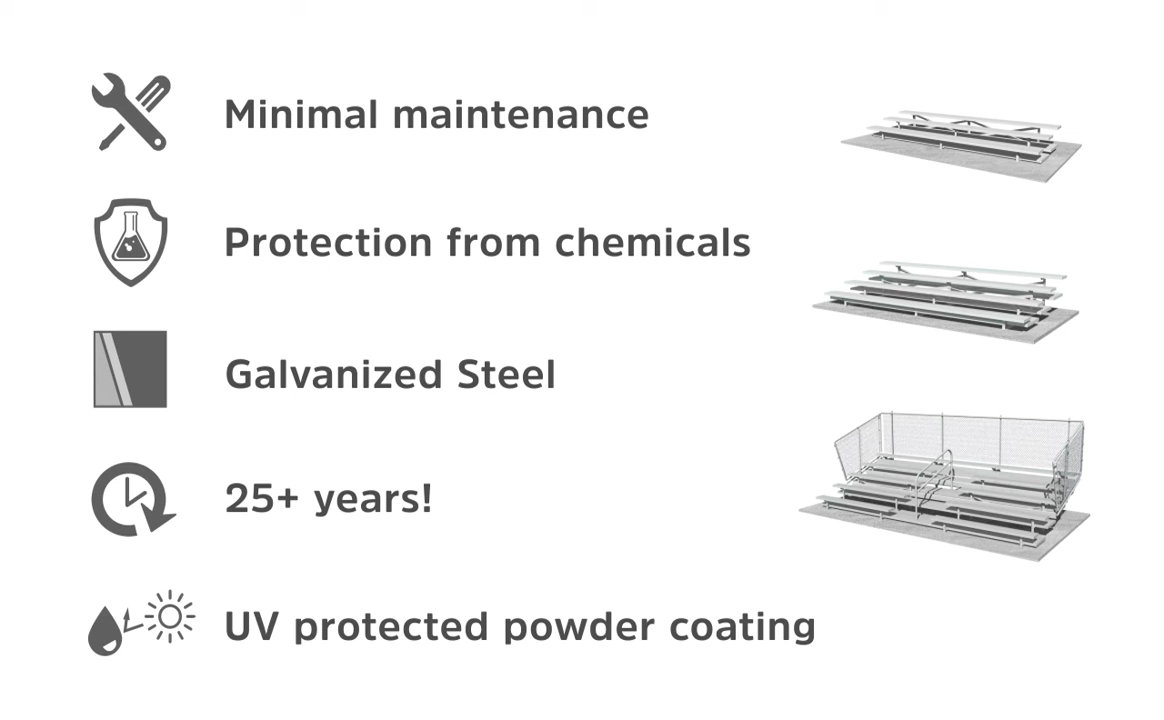 Minimal maintenance
Protection from chemicals
Galvanized Steel
25+ years!
UV protected powder coating